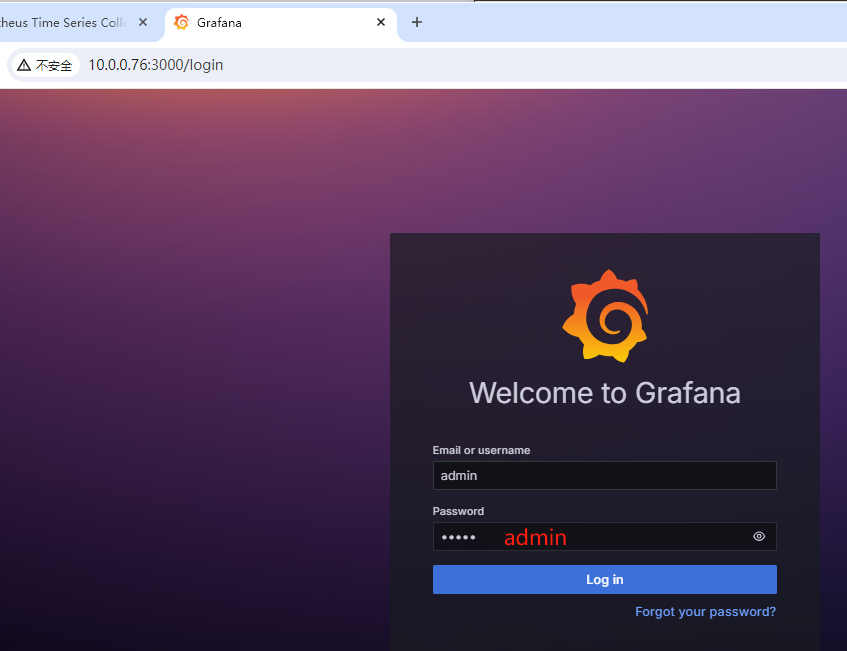 theus Time Series Coll
Grafana
不安全 10.0.0.76:3000/login
Welcome to Grafana
Email or username
admin
Password
••••• admin
Log in
Forgot your password?